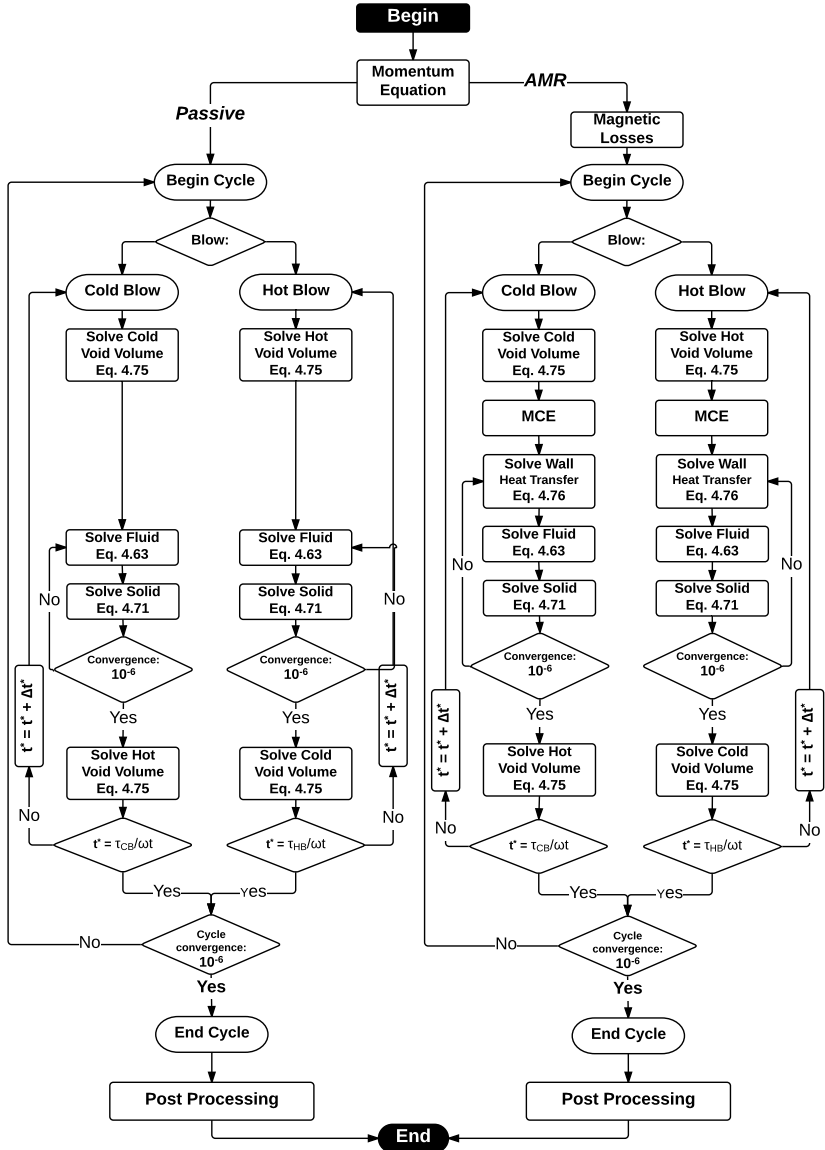 Begin
Momentum
Equation
Passive
AMR
Magnetic
Losses
Begin Cycle
Blow:
Cold Blow
Hot Blow
Solve Cold
Void Volume
Eq. 4.75
Solve Hot
Void Volume
Eq. 4.75
Solve Fluid
Eq. 4.63
Solve Fluid
Eq. 4.63
Solve Solid
Eq. 4.71
Solve Solid
Eq. 4.71
No
No
Convergence:
10-6
Convergence:
10-6
t* = t* + Δt*
t* = t* + Δt*
Yes
Yes
Solve Hot
Void Volume
Eq. 4.75
Solve Cold
Void Volume
Eq. 4.75
No
No
t* = τCB/ωt
t* = τHB/ωt
Yes
Yes
Cycle
convergence:
10-6
No
Yes
End Cycle
Post Processing
Begin Cycle
Blow:
Cold Blow
Hot Blow
Solve Cold
Void Volume
Eq. 4.75
Solve Hot
Void Volume
Eq. 4.75
MCE
MCE
Solve Wall
Heat Transfer
Eq. 4.76
Solve Wall
Heat Transfer
Eq. 4.76
Solve Fluid
Eq. 4.63
Solve Fluid
Eq. 4.63
No
No
Solve Solid
Eq. 4.71
Solve Solid
Eq. 4.71
Convergence:
10-6
Convergence:
10-6
t* = t* + Δt*
t* = t* + Δt*
Yes
Yes
Solve Hot
Void Volume
Eq. 4.75
Solve Cold
Void Volume
Eq. 4.75
No
No
t* = τCB/ωt
t* = τHB/ωt
Yes
Yes
Cycle
convergence:
10-6
No
Yes
End Cycle
Post Processing
End